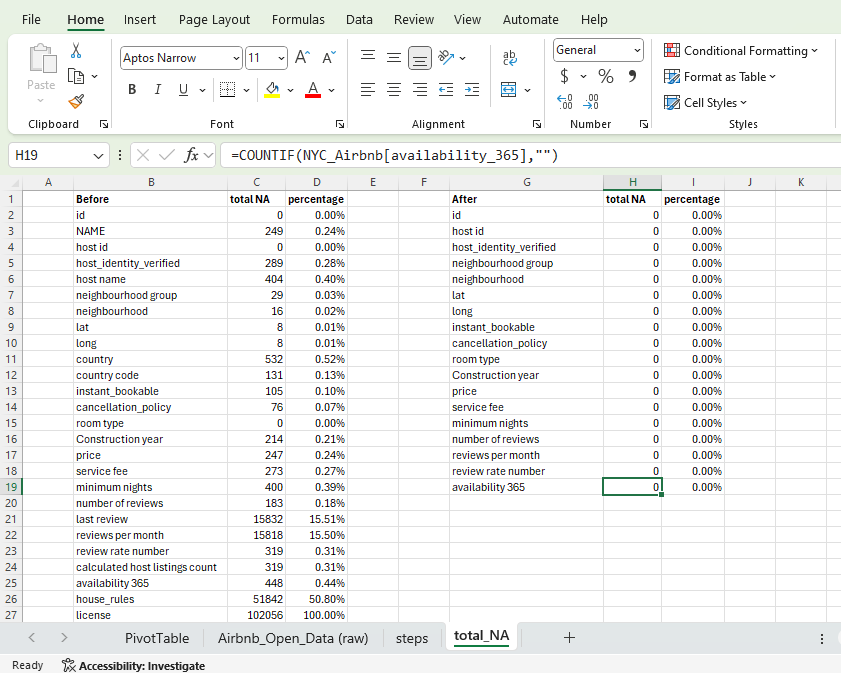 File Home Insert Page Layout Formulas Data Review View Automate Help
Paste
Aptos Narrow 11 A A
B I U A
ab
General
$ % 9
.00 .00
Conditional Formatting
Format as Table
Cell Styles
Clipboard Font Alignment Number Styles
H19 fx =COUNTIF(NYC_Airbnb[availability_365],"")
A B C D E F G H I J K
1 Before total NA percentage After total NA percentage
2 id 0 0.00% id 0 0.00%
3 NAME 249 0.24% host id 0 0.00%
4 host id 0 0.00% host_identity_verified 0 0.00%
5 host_identity_verified 289 0.28% neighbourhood group 0 0.00%
6 host name 404 0.40% neighbourhood 0 0.00%
7 neighbourhood group 29 0.03% lat 0 0.00%
8 neighbourhood 16 0.02% long 0 0.00%
9 lat 8 0.01% instant_bookable 0 0.00%
10 long 8 0.01% cancellation_policy 0 0.00%
11 country 532 0.52% room type 0 0.00%
12 country code 131 0.13% Construction year 0 0.00%
13 instant_bookable 105 0.10% price 0 0.00%
14 cancellation_policy 76 0.07% service fee 0 0.00%
15 room type 0 0.00% minimum nights 0 0.00%
16 Construction year 214 0.21% number of reviews 0 0.00%
17 price 247 0.24% reviews per month 0 0.00%
18 service fee 273 0.27% review rate number 0 0.00%
19 minimum nights 400 0.39% availability 365 0 0.00%
20 number of reviews 183 0.18%
21 last review 15832 15.51%
22 reviews per month 15818 15.50%
23 review rate number 319 0.31%
24 calculated host listings count 319 0.31%
25 availability 365 448 0.44%
26 house_rules 51842 50.80%
27 license 102056 100.00%
PivotTable Airbnb_Open_Data (raw) steps total_NA +
Ready Accessibility: Investigate